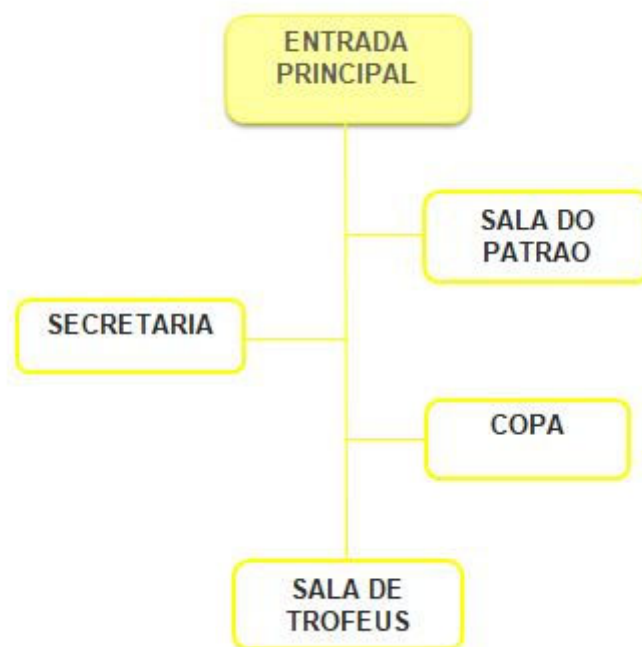 ENTRADA
PRINCIPAL
SALA DO
PATRAO
SECRETARIA
COPA
SALA DE
TROFEUS